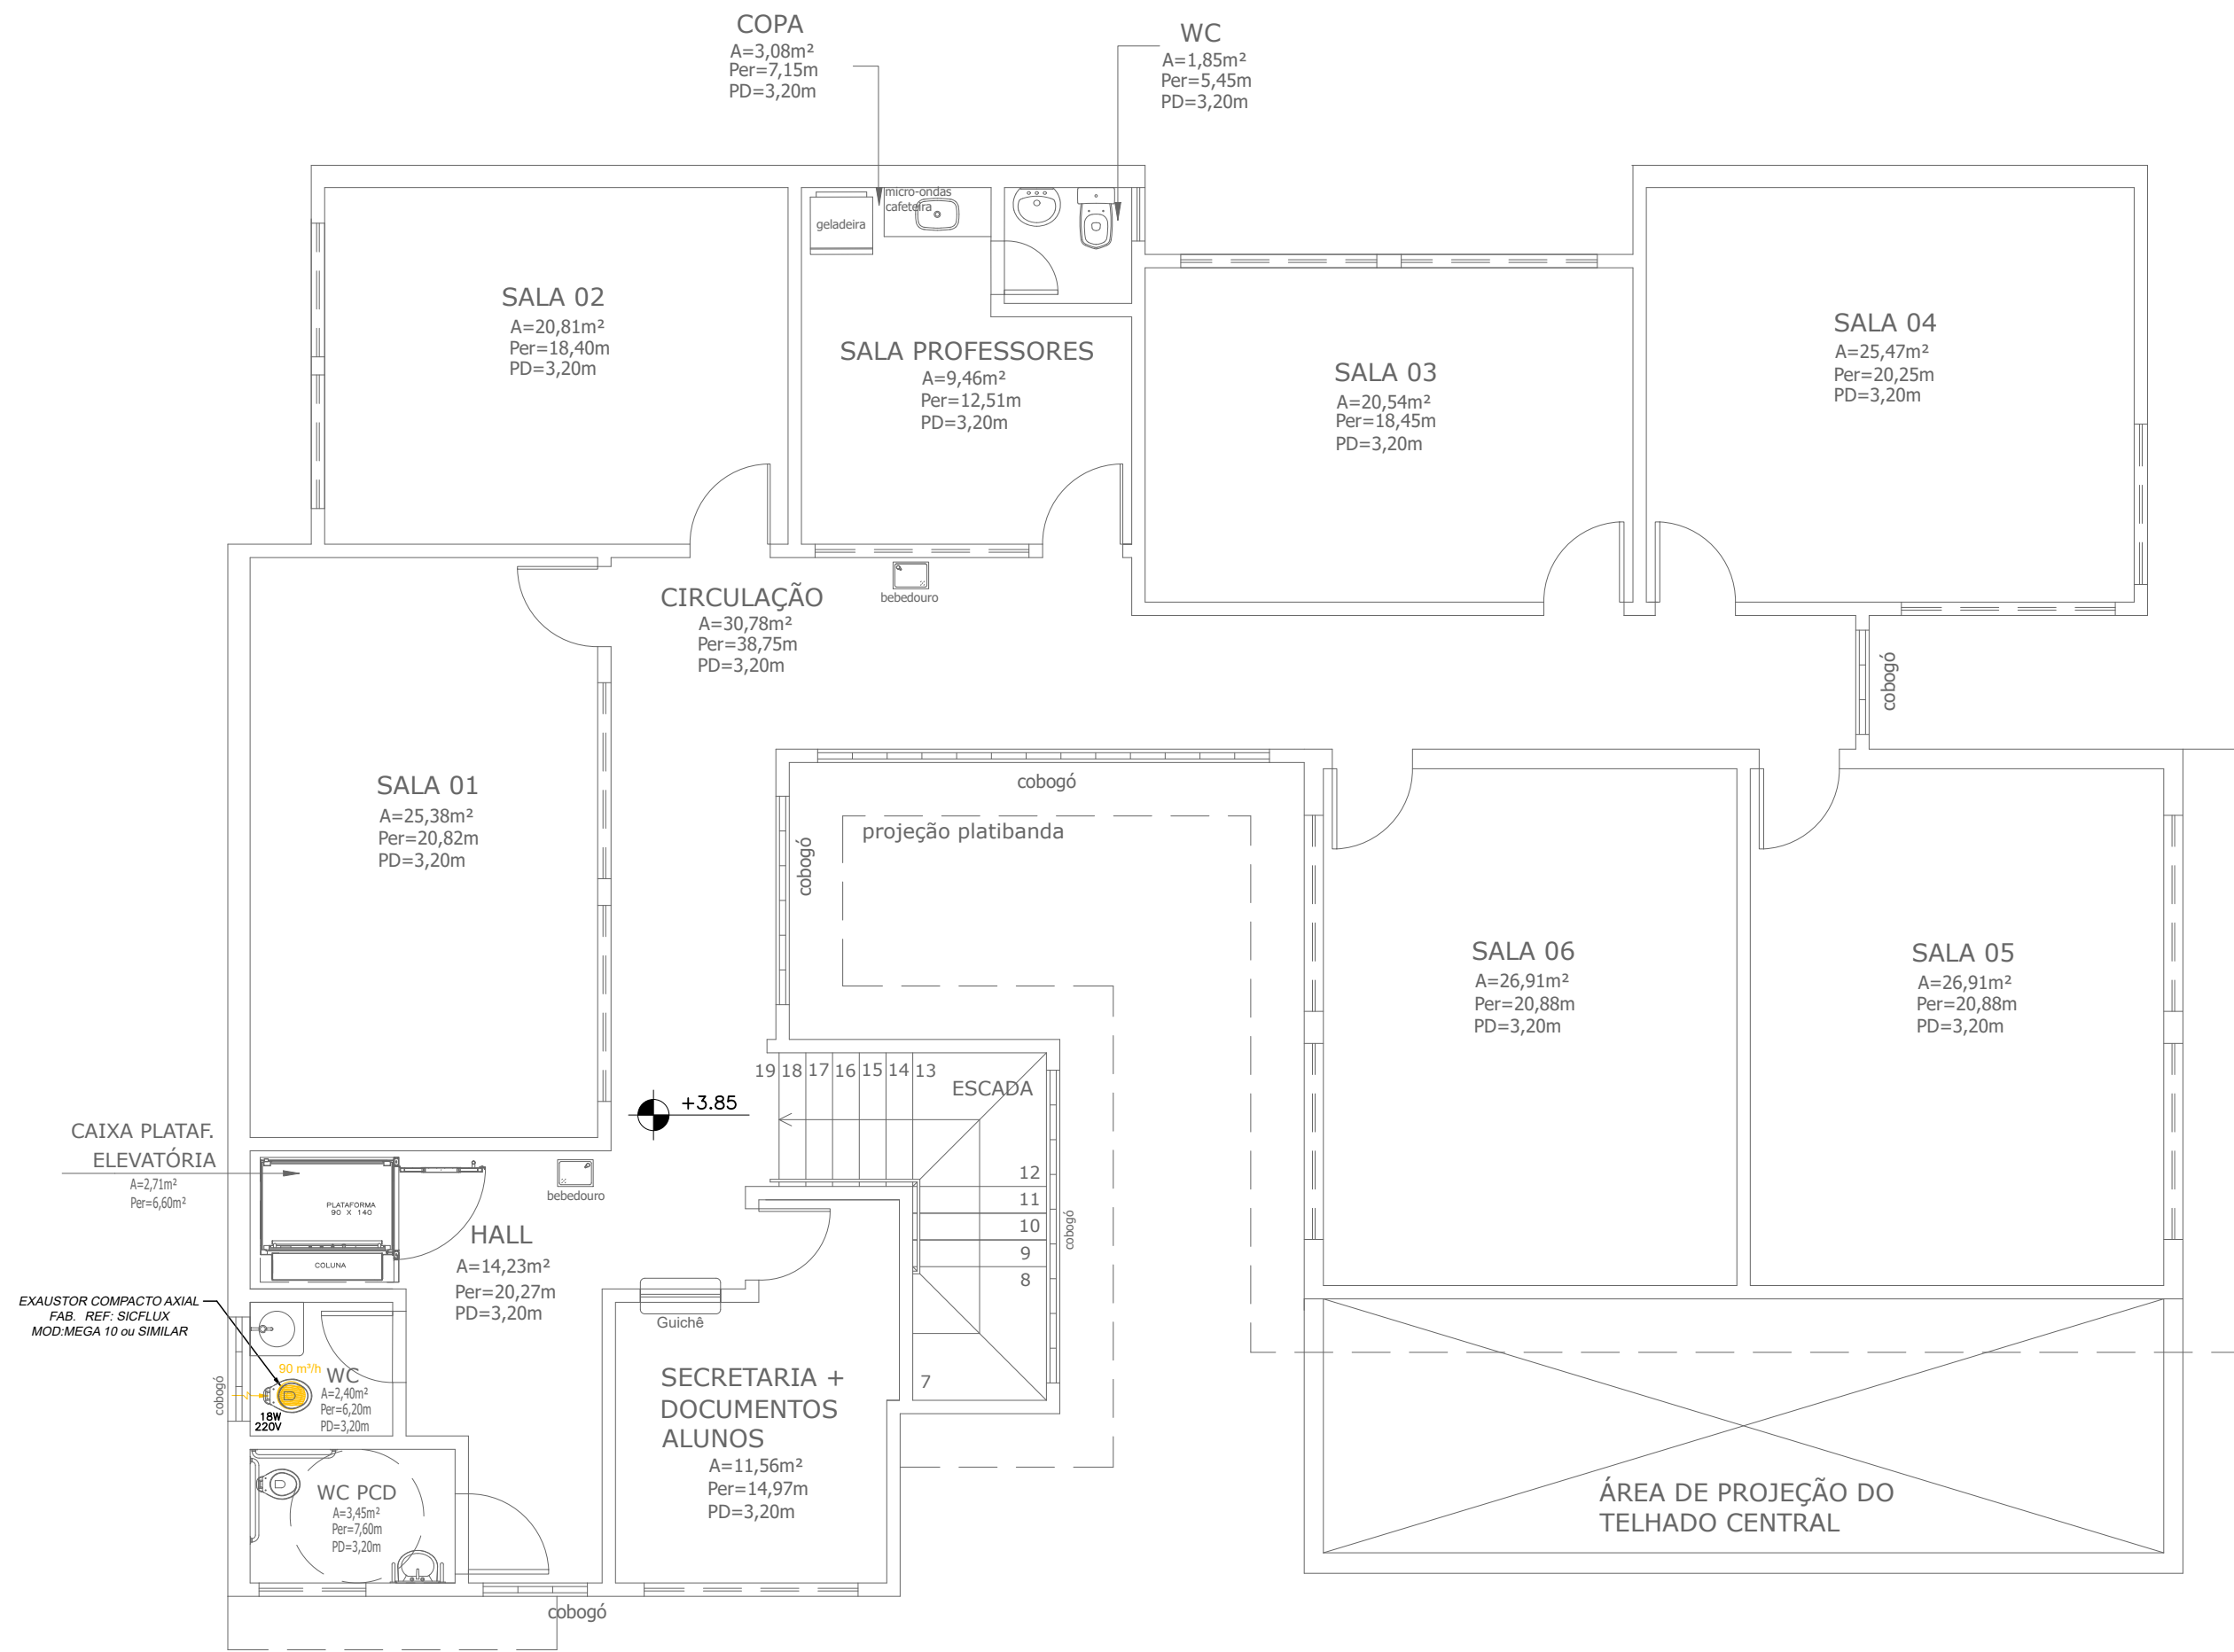 COPA
A=3,08m²
Per=7,15m
PD=3,20m
WC
A=1,85m²
Per=5,45m
PD=3,20m
micro-ondas
cafeteira
geladeira
SALA 02
A=20,81m²
Per=18,40m
PD=3,20m
SALA PROFESSORES
A=9,46m²
Per=12,51m
PD=3,20m
SALA 03
A=20,54m²
Per=18,45m
PD=3,20m
SALA 04
A=25,47m²
Per=20,25m
PD=3,20m
CIRCULAÇÃO
A=30,78m²
Per=38,75m
PD=3,20m
bebedouro
cobogó
SALA 01
A=25,38m²
Per=20,82m
PD=3,20m
cobogó
projeção platibanda
cobogó
SALA 06
A=26,91m²
Per=20,88m
PD=3,20m
SALA 05
A=26,91m²
Per=20,88m
PD=3,20m
+3.85
19 18 17 16 15 14 13
ESCADA
12
11
10
9
8
7
cobogó
CAIXA PLATAF.
ELEVATÓRIA
A=2,71m²
Per=6,60m²
PLATAFORMA
90 X 140
COLUNA
bebedouro
HALL
A=14,23m²
Per=20,27m
PD=3,20m
EXAUSTOR COMPACTO AXIAL
FAB. REF: SICFLUX
MOD:MEGA 10 ou SIMILAR
Guichê
90 m³/h
WC
A=2,40m²
Per=6,20m
PD=3,20m
18W
220V
cobogó
SECRETARIA +
DOCUMENTOS
ALUNOS
A=11,56m²
Per=14,97m
PD=3,20m
WC PCD
A=3,45m²
Per=7,60m
PD=3,20m
ÁREA DE PROJEÇÃO DO
TELHADO CENTRAL
cobogó